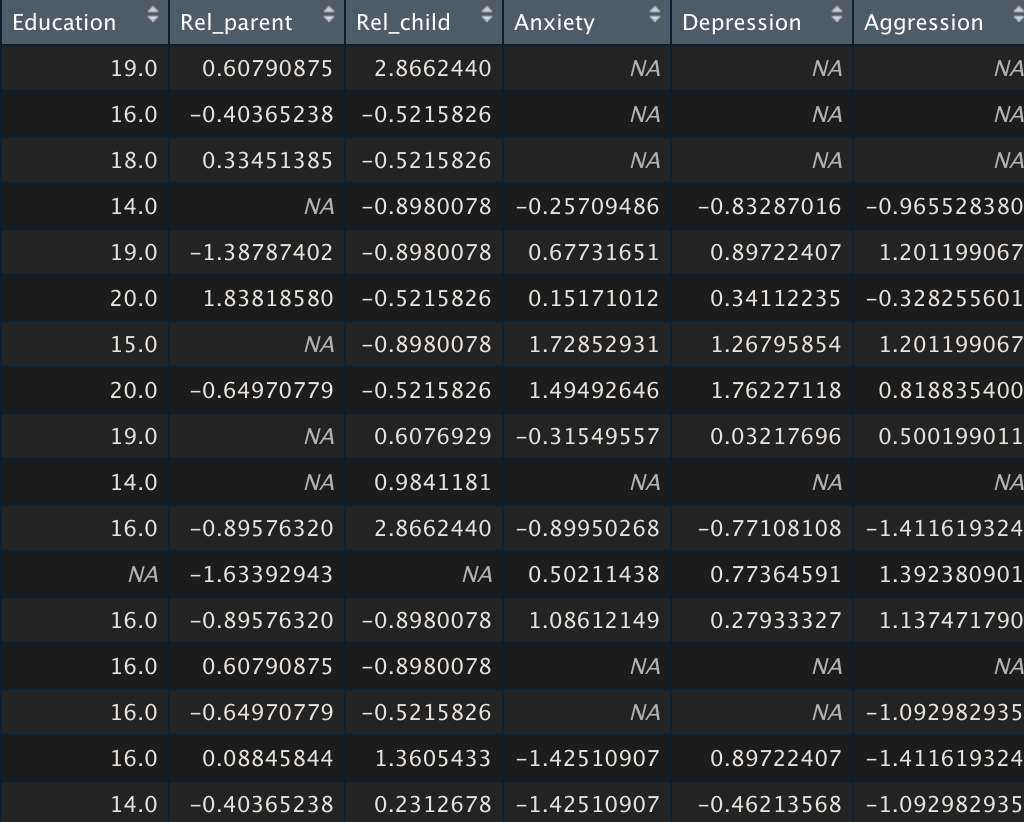 Education Rel_parent Rel_child Anxiety Depression Aggression
19.0 0.60790875 2.8662440 NA NA NA
16.0 -0.40365238 -0.5215826 NA NA NA
18.0 0.33451385 -0.5215826 NA NA NA
14.0 NA -0.8980078 -0.25709486 -0.83287016 -0.965528380
19.0 -1.38787402 -0.8980078 0.67731651 0.89722407 1.201199067
20.0 1.83818580 -0.5215826 0.15171012 0.34112235 -0.328255601
15.0 NA -0.8980078 1.72852931 1.26795854 1.201199067
20.0 -0.64970779 -0.5215826 1.49492646 1.76227118 0.818835400
19.0 NA 0.6076929 -0.31549557 0.03217696 0.500199011
14.0 NA 0.9841181 NA NA NA
16.0 -0.89576320 2.8662440 -0.89950268 -0.77108108 -1.411619324
NA -1.63392943 NA 0.50211438 0.77364591 1.392380901
16.0 -0.89576320 -0.8980078 1.08612149 0.27933327 1.137471790
16.0 0.60790875 -0.8980078 NA NA NA
16.0 -0.64970779 -0.5215826 NA NA -1.092982935
16.0 0.08845844 1.3605433 -1.42510907 0.89722407 -1.411619324
14.0 -0.40365238 0.2312678 -1.42510907 -0.46213568 -1.092982935